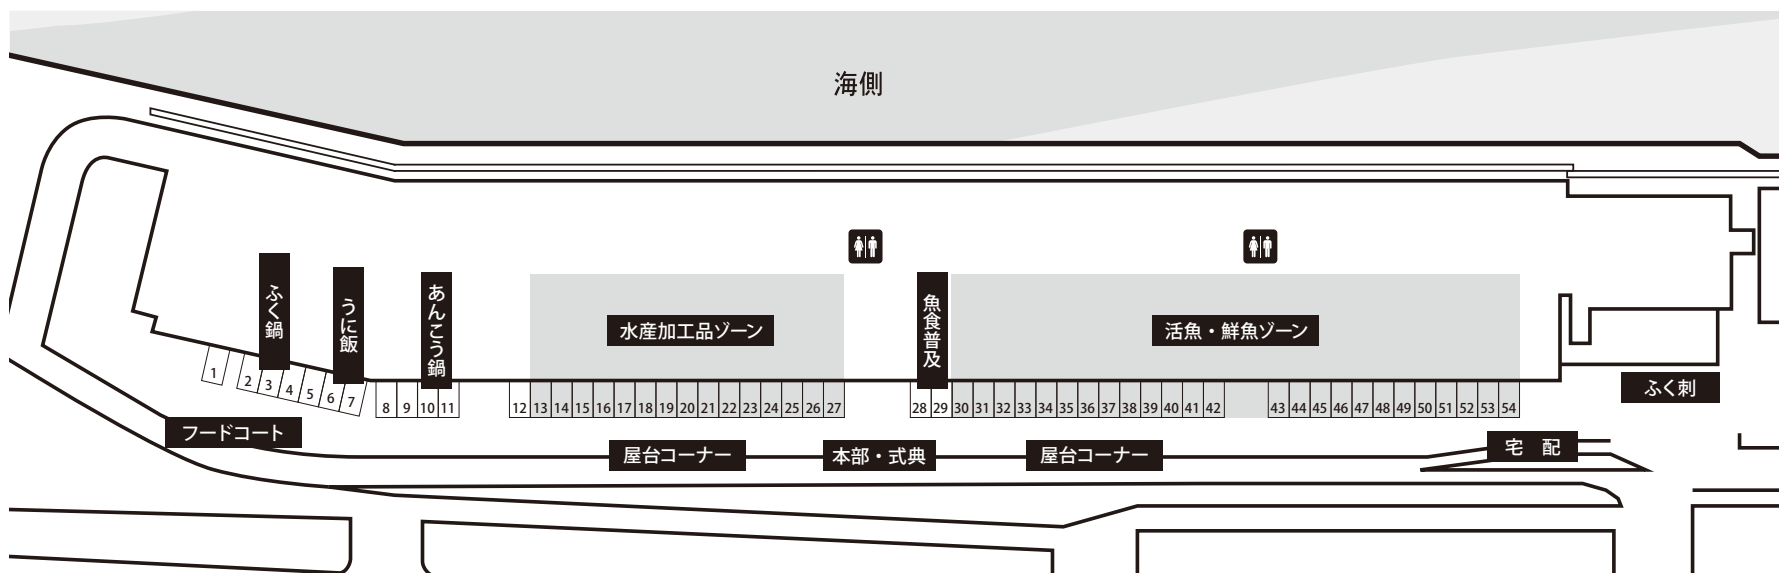 海側
ふく鍋
うに飯
あんこう鍋
水産加工品ゾーン
魚食普及
活魚・鮮魚ゾーン
1 2 3 4 5 6 7 8 9 10 11 12 13 14 15 16 17 18 19 20 21 22 23 24 25 26 27 28 29 30 31 32 33 34 35 36 37 38 39 40 41 42 43 44 45 46 47 48 49 50 51 52 53 54
ふく刺
フードコート
屋台コーナー
本部・式典
屋台コーナー
宅　配